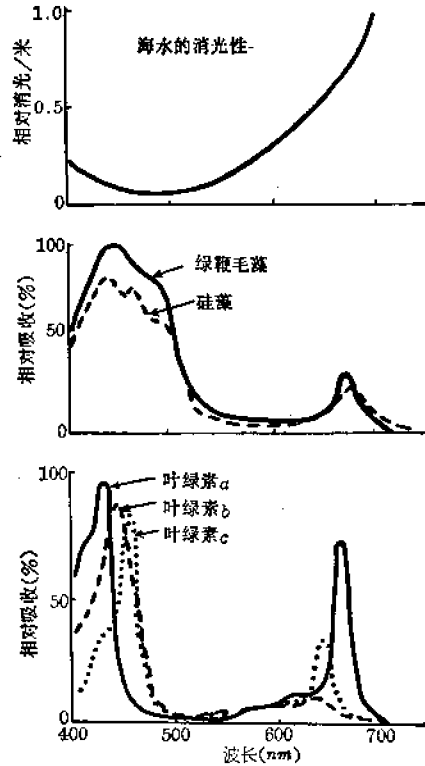 海水的消光性
相对消光/米
1.0
0.5
0
绿鞭毛藻
硅藻
相对吸收(%)
100
50
0
叶绿素a
叶绿素b
叶绿素c
相对吸收(%)
100
50
0
400 500 600 700
波长(nm)